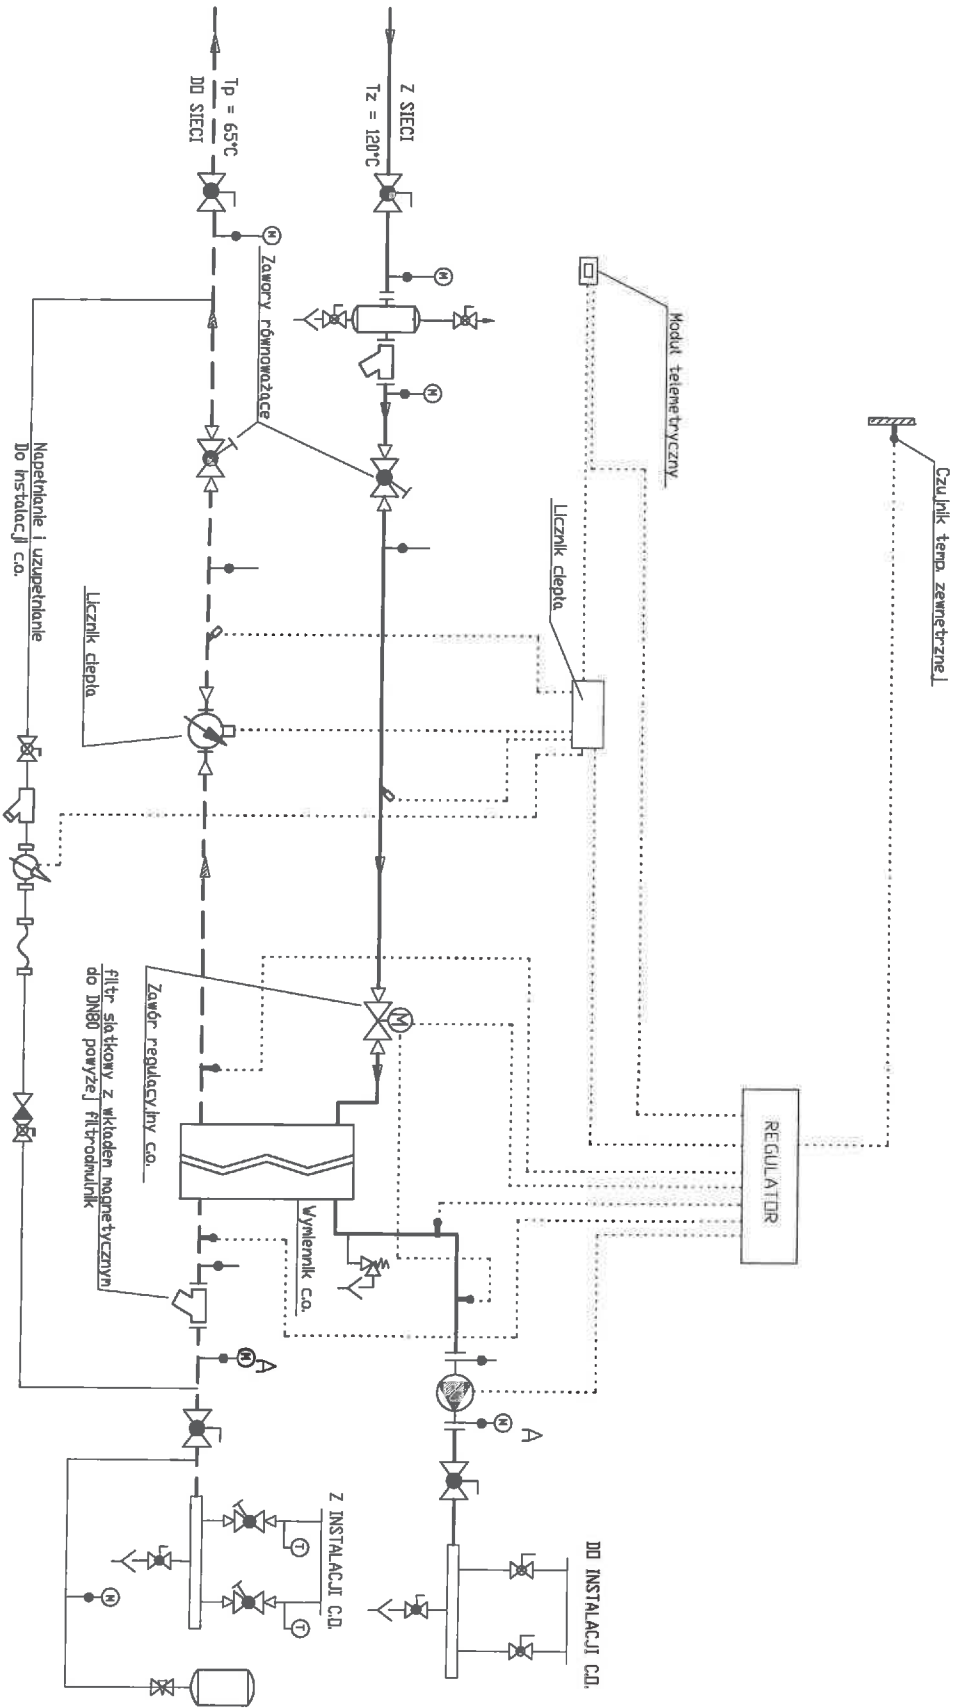 Czujnik temp. zewnętrznej
Moduł telemetryczny
Licznik ciepła
REGULATOR
Z SIECI
Tz = 120°C
Tp = 65°C
DO SIECI
M
M
M
Zawory równoważące
Licznik ciepła
Napełnianie i uzupełnianie
Do instalacji c.o.
M
Zawór regulacyjny c.o.
filtr siatkowy z wkładem magnetycznym
do DN80 powyżej filtrodmulnik
Wymiennik c.o.
M
A
M
A
DO INSTALACJI C.O.
Z INSTALACJI C.O.
T
T
M